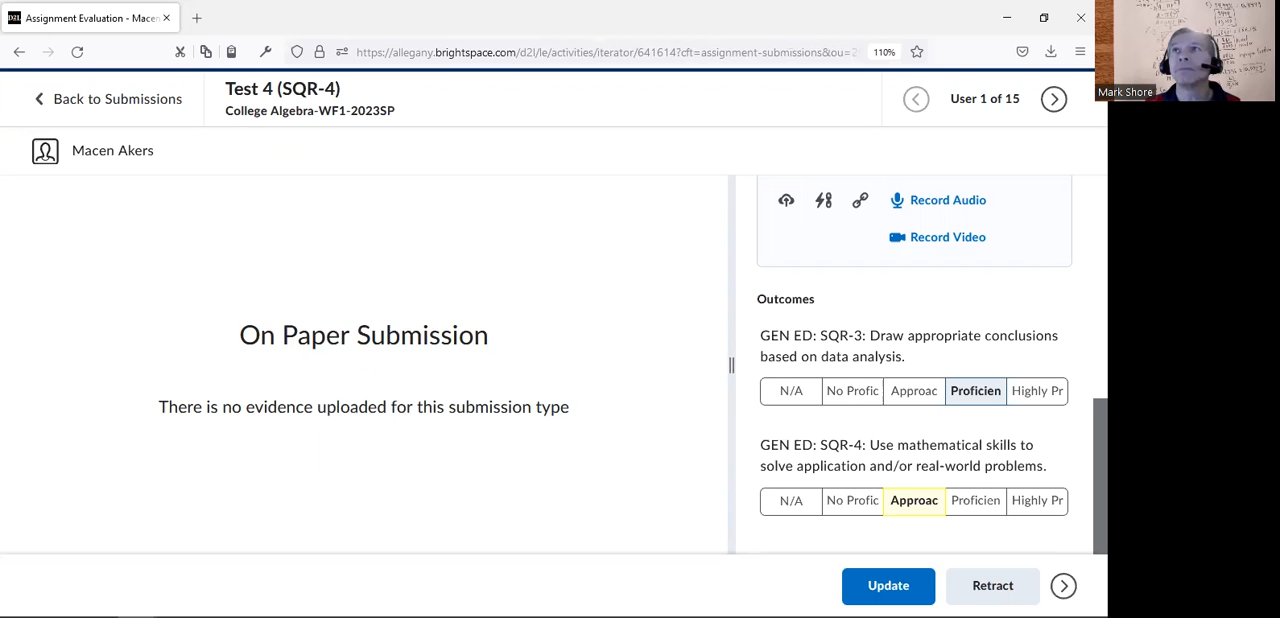 D2L Assignment Evaluation - Macen
https://allegany.brightspace.com/d2l/le/activities/iterator/641614?cft=assignment-submissions&ou=2
110%
Mark Shore
Back to Submissions
Test 4 (SQR-4)
College Algebra-WF1-2023SP
User 1 of 15
Macen Akers
On Paper Submission
There is no evidence uploaded for this submission type
Record Audio
Record Video
Outcomes
GEN ED: SQR-3: Draw appropriate conclusions
based on data analysis.
N/A No Profic Approac Proficien Highly Pr
GEN ED: SQR-4: Use mathematical skills to
solve application and/or real-world problems.
N/A No Profic Approac Proficien Highly Pr
Update Retract